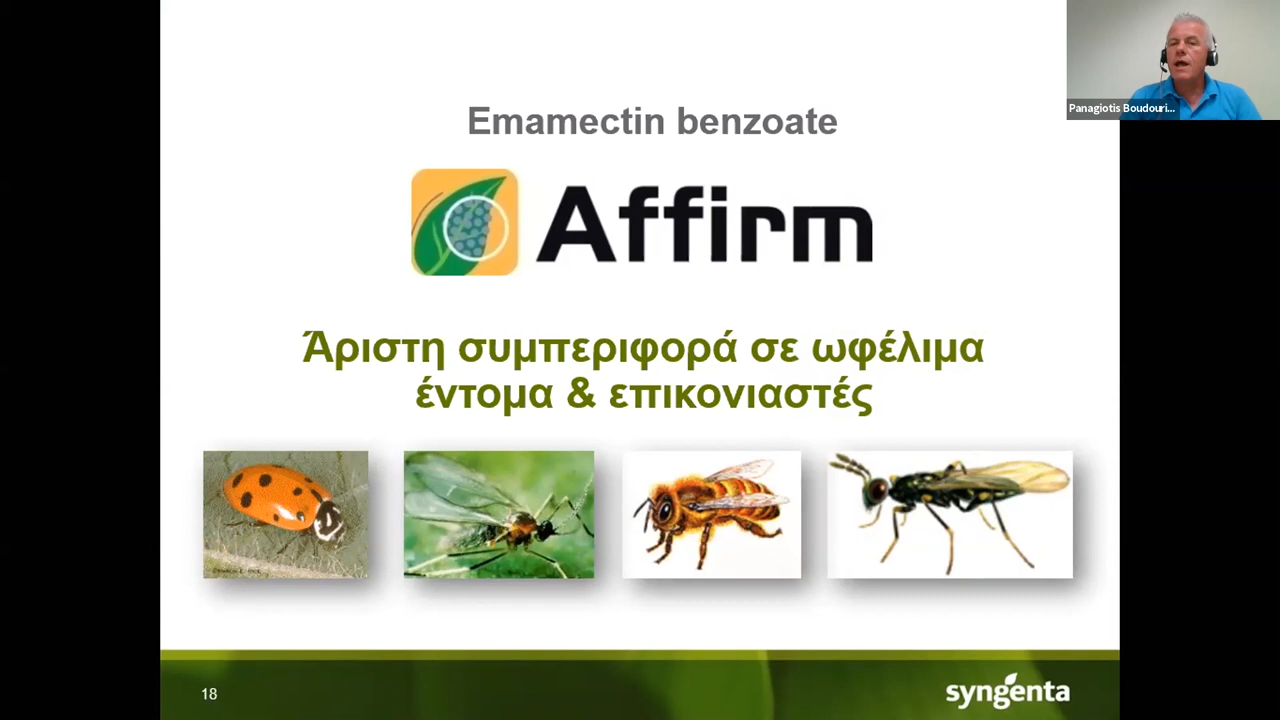 Panagiotis Boudouri...
Emamectin benzoate
Affirm
Άριστη συμπεριφορά σε ωφέλιμα
έντομα & επικονιαστές
18
syngenta